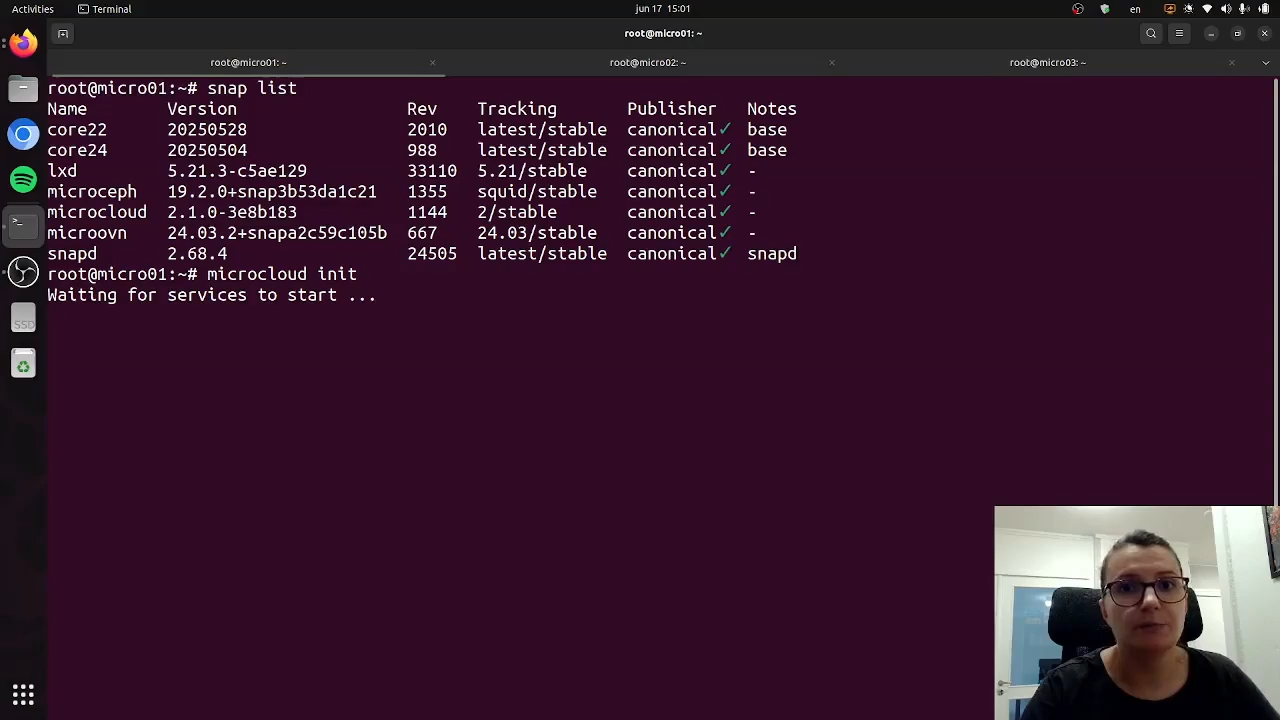 Activities Terminal jun 17 15:01 en
root@micro01: ~
root@micro01: ~ root@micro02: ~ root@micro03: ~
root@micro01:~# snap list
Name Version Rev Tracking Publisher Notes
core22 20250528 2010 latest/stable canonical✓ base
core24 20250504 988 latest/stable canonical✓ base
lxd 5.21.3-c5ae129 33110 5.21/stable canonical✓ -
microceph 19.2.0+snap3b53da1c21 1355 squid/stable canonical✓ -
microcloud 2.1.0-3e8b183 1144 2/stable canonical✓ -
microovn 24.03.2+snapa2c59c105b 667 24.03/stable canonical✓ -
snapd 2.68.4 24505 latest/stable canonical✓ snapd
root@micro01:~# microcloud init
Waiting for services to start ...
SSD